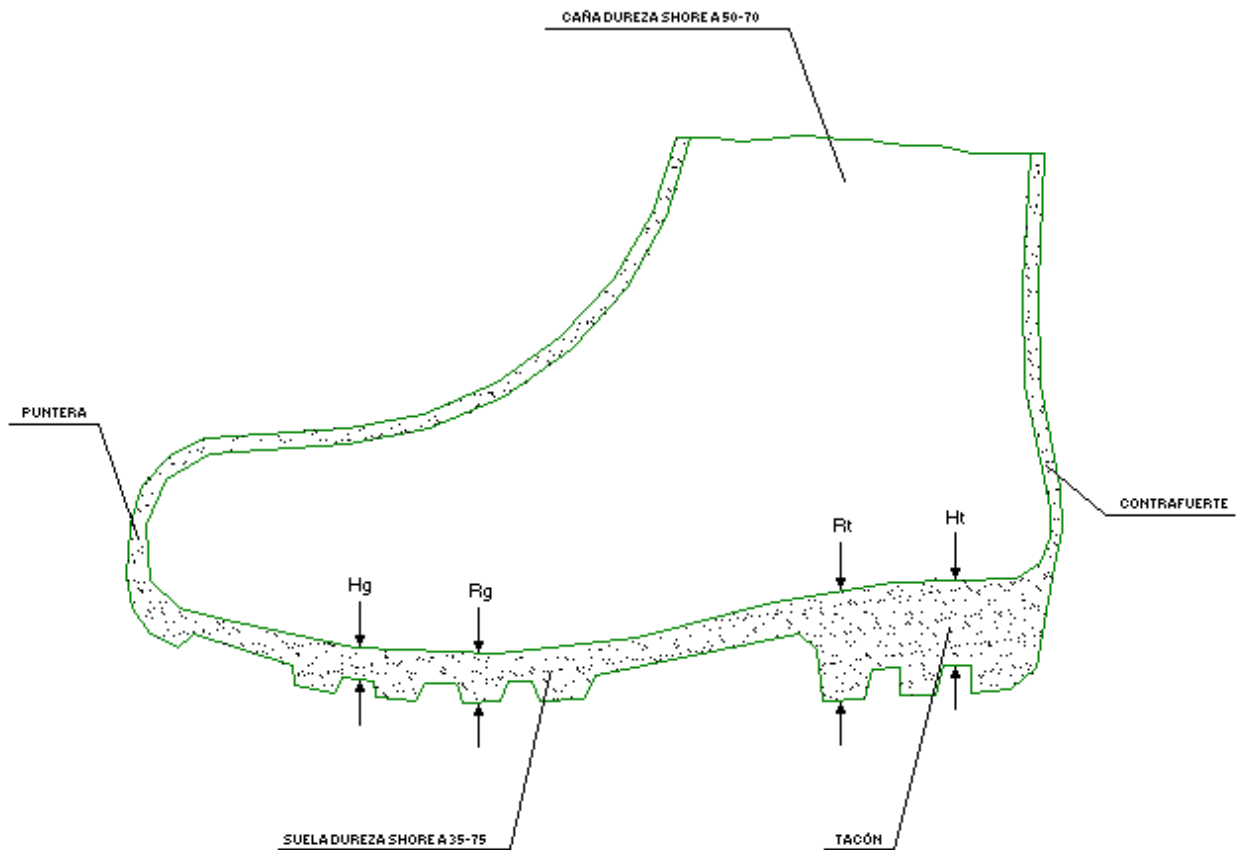 CAÑA DUREZA SHORE A 50-70
PUNTERA
CONTRAFUERTE
Rt
Ht
Hg
Rg
SUELA DUREZA SHORE A 35-75
TACÓN